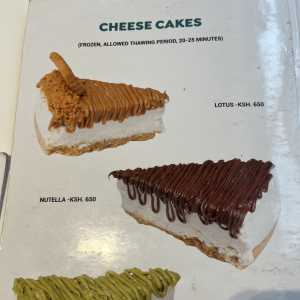 CHEESE CAKES
(FROZEN, ALLOWED THAWING PERIOD, 20-25 MINUTES)
LOTUS -KSH. 650
NUTELLA -KSH. 650